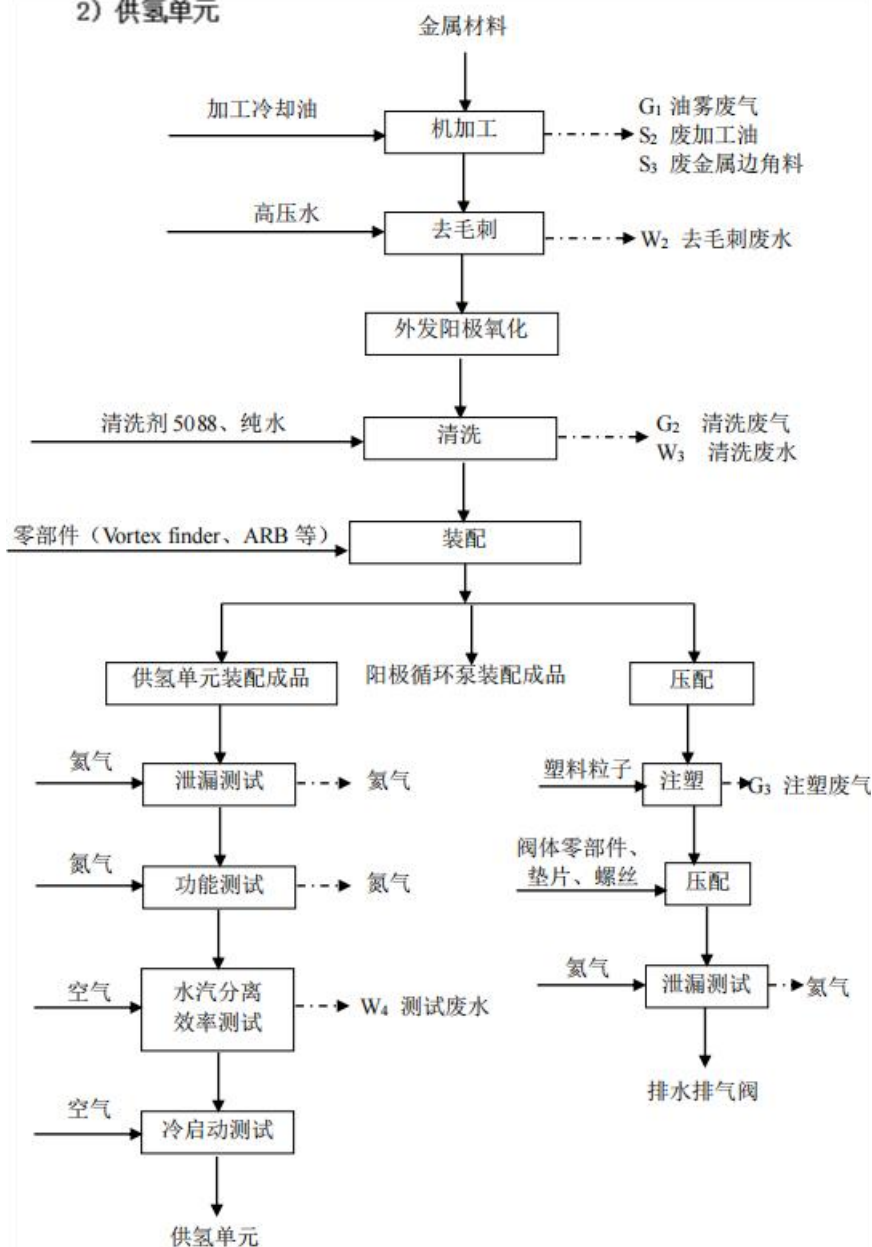 2）供氢单元
金属材料
加工冷却油
机加工
G₁ 油雾废气
S₂ 废加工油
S₃ 废金属边角料
高压水
去毛刺
W₂ 去毛刺废水
外发阳极氧化
清洗剂 5088、纯水
清洗
G₂ 清洗废气
W₃ 清洗废水
零部件（Vortex finder、ARB 等）
装配
供氢单元装配成品
阳极循环泵装配成品
压配
氦气
泄漏测试
氦气
塑料粒子
注塑
G₃ 注塑废气
氮气
功能测试
氮气
阀体零部件、
垫片、螺丝
压配
空气
水汽分离
效率测试
W₄ 测试废水
氦气
泄漏测试
氦气
排水排气阀
空气
冷启动测试
供氢单元